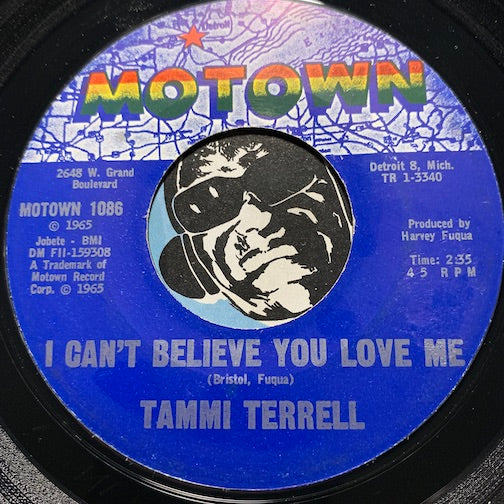 Detroit
MOTOWN
2648 W. Grand
Boulevard
Detroit 8, Mich.
TR 1-3340
MOTOWN 1086
© 1965
Jobete - BMI
DM FII-159308
A Trademark of
Motown Record
Corp. © 1965
Produced by
Harvey Fuqua
Time: 2:35
45 RPM
I CAN'T BELIEVE YOU LOVE ME
(Bristol, Fuqua)
TAMMI TERRELL